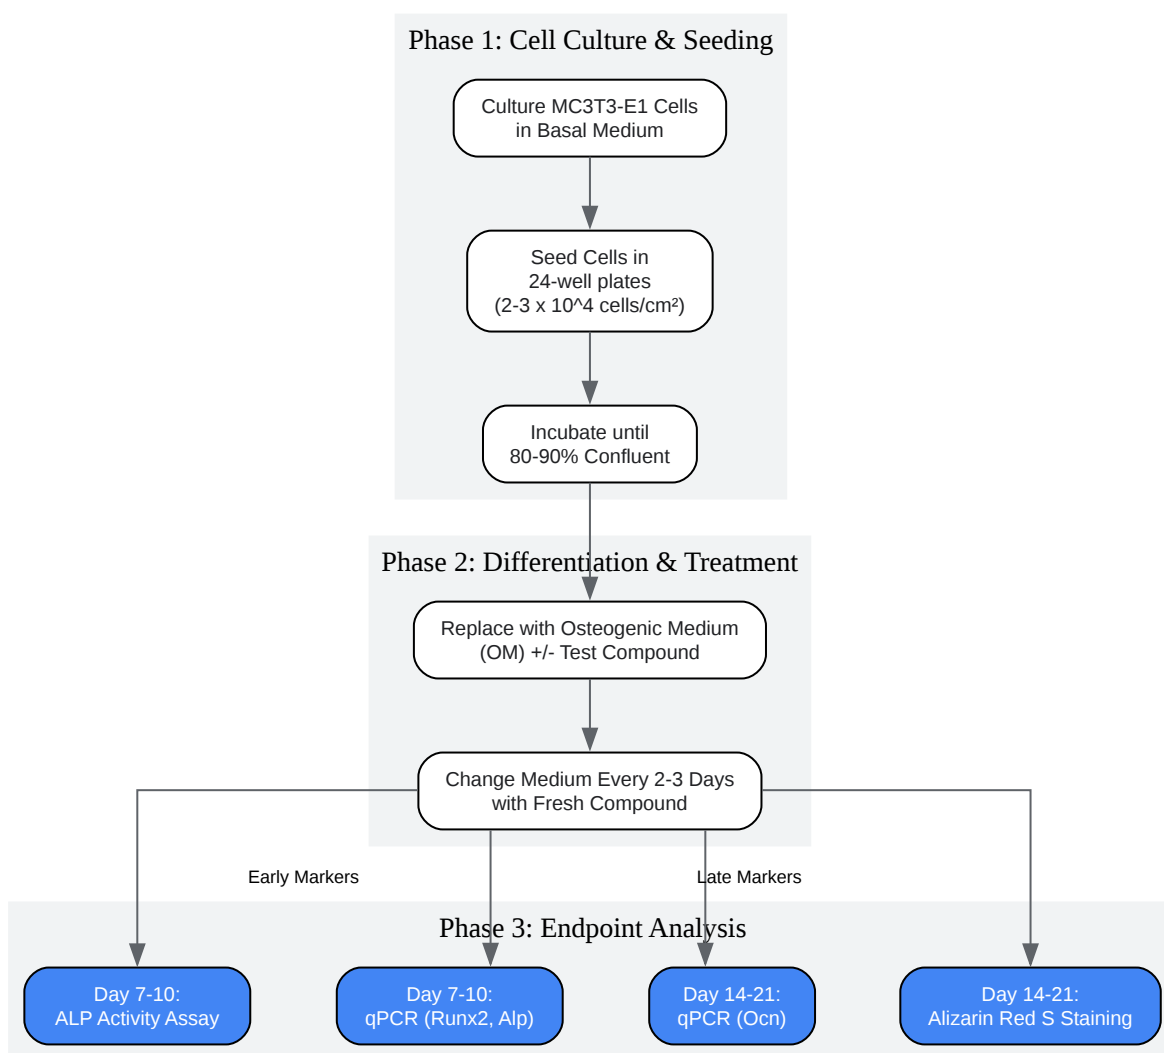 Phase 1: Cell Culture & Seeding
Culture MC3T3-E1 Cells
in Basal Medium
Seed Cells in
24-well plates
(2-3 x 10^4 cells/cm²)
Incubate until
80-90% Confluent
Phase 2: Differentiation & Treatment
Replace with Osteogenic Medium
(OM) +/- Test Compound
Change Medium Every 2-3 Days
with Fresh Compound
Early Markers
Late Markers
Phase 3: Endpoint Analysis
Day 7-10:
ALP Activity Assay
Day 7-10:
qPCR (Runx2, Alp)
Day 14-21:
qPCR (Ocn)
Day 14-21:
Alizarin Red S Staining